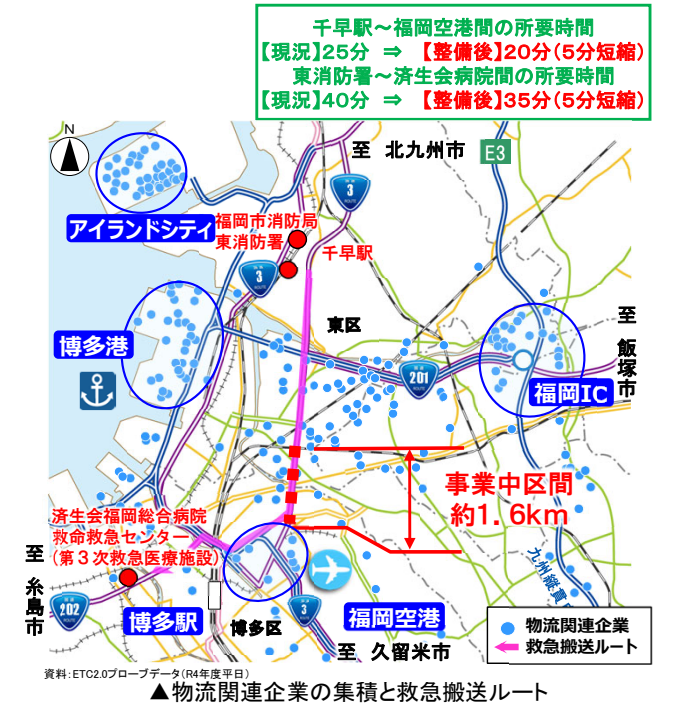 千早駅～福岡空港間の所要時間
【現況】25分 ⇒ 【整備後】20分(5分短縮)
東消防署～済生会病院間の所要時間
【現況】40分 ⇒ 【整備後】35分(5分短縮)
N
至 北九州市
E3
3
ROUTE
アイランドシティ
福岡市消防局
東消防署
千早駅
3
ROUTE
東区
至 飯塚市
博多港
201
福岡IC
事業中区間
約1.6km
済生会福岡総合病院
救命救急センター
(第3次救急医療施設)
至 糸島市
九州縦貫
202
博多駅
博多区
3
ROUTE
福岡空港
至 久留米市
物流関連企業
救急搬送ルート
資料：ETC2.0プローブデータ(R4年度平日)
▲物流関連企業の集積と救急搬送ルート